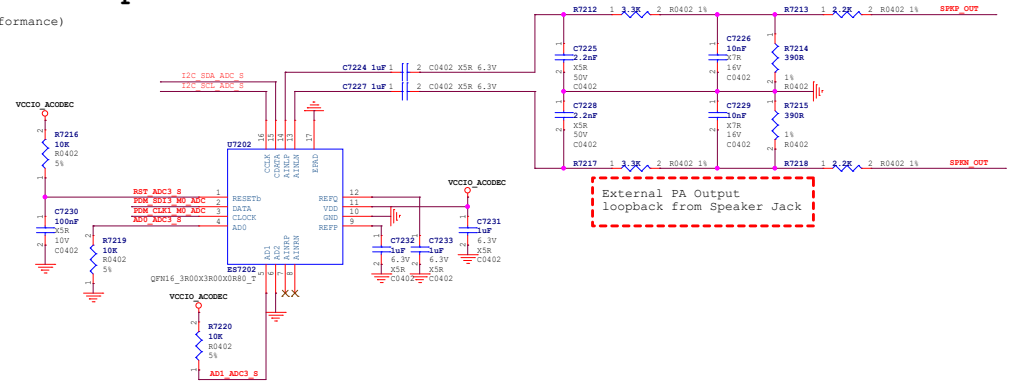 formance)
R7212 1 3.3K 2 R0402 1%
R7213 1 2.2K 2 R0402 1%
SPKP_OUT
C7225
2.2nF
X5R
50V
C0402
C7226
10nF
X7R
16V
C0402
R7214
390R
1%
R0402
C7224 1uF 1 2 C0402 X5R 6.3V
C7227 1uF 1 2 C0402 X5R 6.3V
I2C_SDA_ADC_S
I2C_SCL_ADC_S
C7228
2.2nF
X5R
50V
C0402
C7229
10nF
X7R
16V
C0402
R7215
390R
1%
R0402
R7217 1 3.3K 2 R0402 1%
R7218 1 2.2K 2 R0402 1%
SPKN_OUT
External PA Output
loopback from Speaker Jack
VCCIO_ACODEC
R7216
10K
R0402
5%
U7202
16 15 14 13 17
CCLK CDATA AINLP AINLN EPAD
RST_ADC3_S 1 RESETb
PDM_SDI3_M0_ADC 2 DATA
PDM_CLK1_M0_ADC 3 CLOCK
AD0_ADC3_S 4 AD0
REFQ 12
VDD 11
GND 10
REFP 9
AD1 AD2 AINRP AINRN
5 6 7 8
ES7202
QFN16_3R00X3R00X0R80_T
VCCIO_ACODEC
C7230
100nF
X5R
10V
C0402
R7219
10K
R0402
5%
C7231
1uF
6.3V
X5R
C0402
C7232
1uF
6.3V
X5R
C0402
C7233
1uF
6.3V
X5R
C0402
VCCIO_ACODEC
R7220
10K
R0402
5%
AD1_ADC3_S